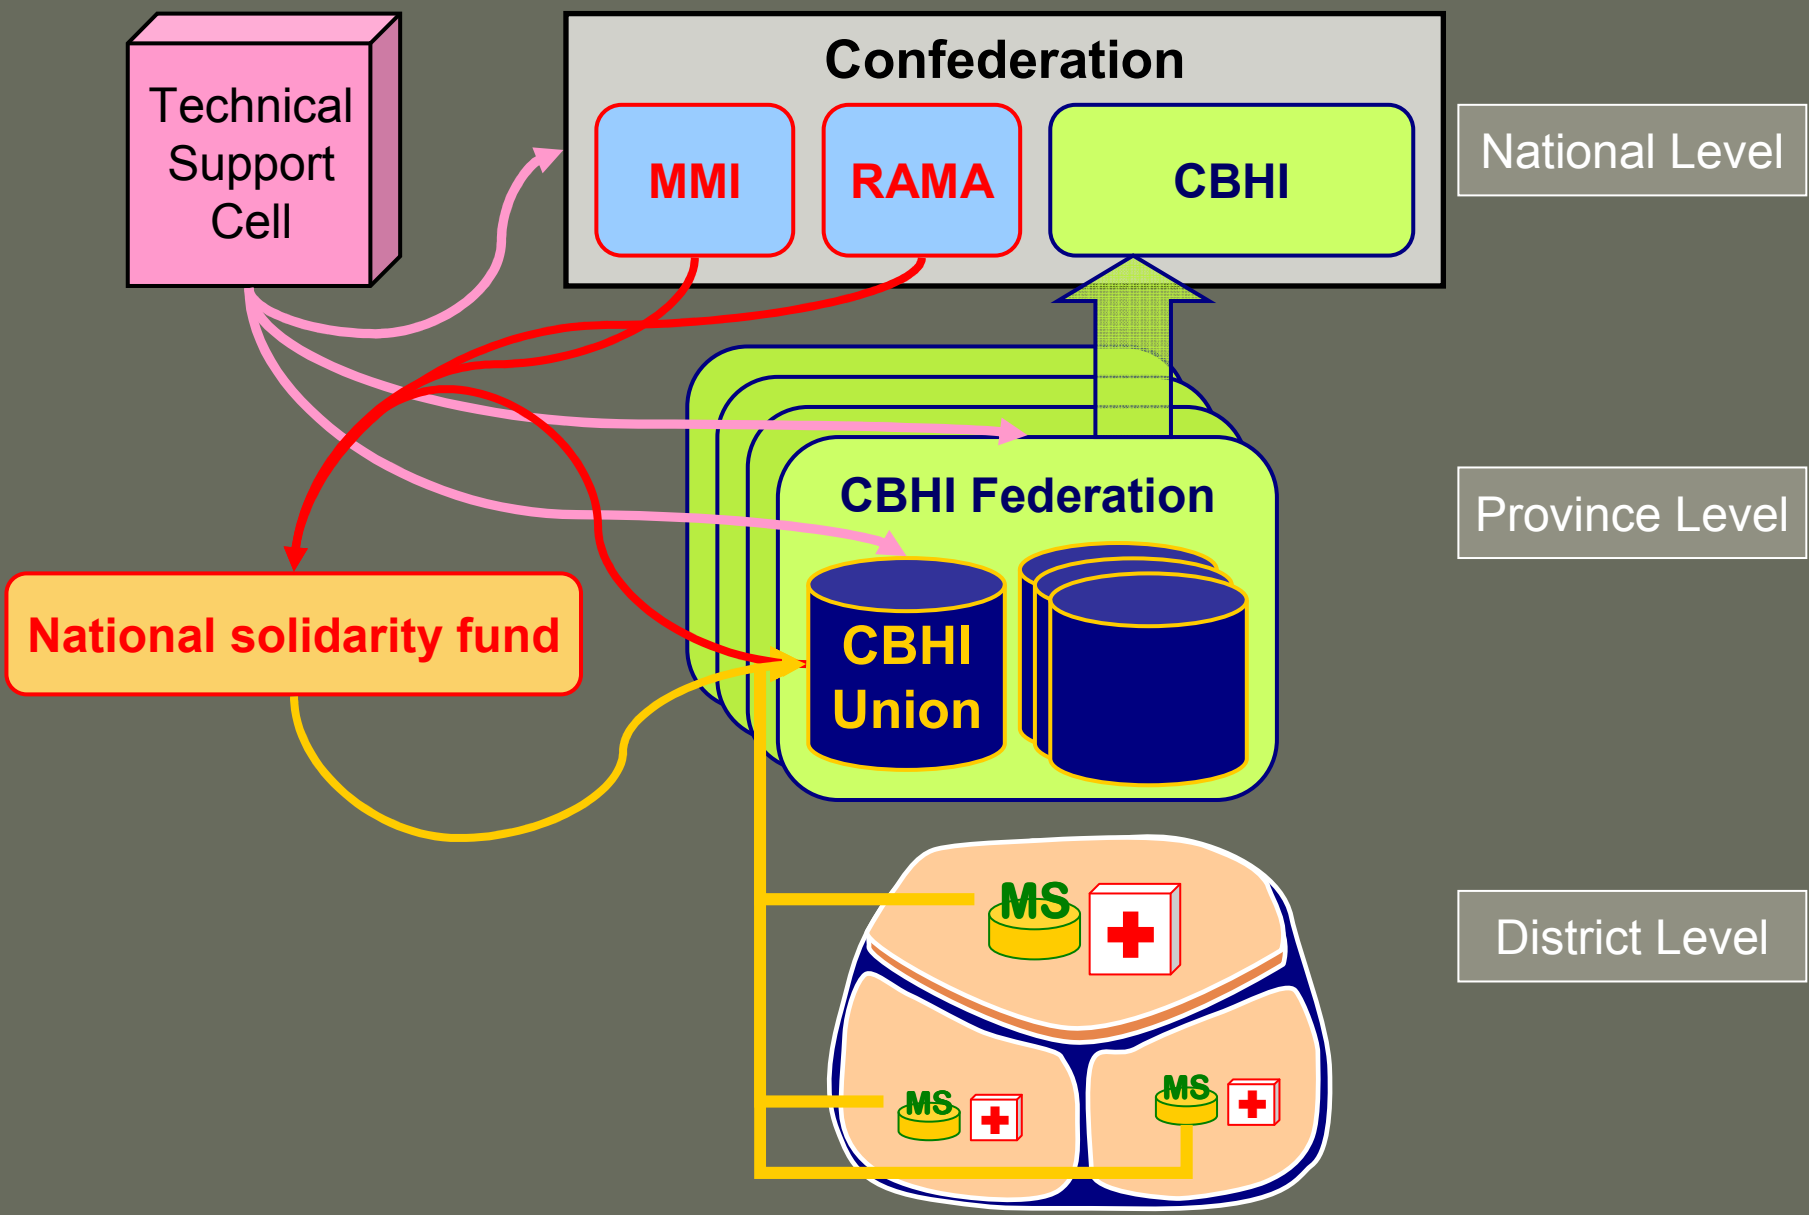 Technical
Support
Cell
Confederation
MMI
RAMA
CBHI
National Level
CBHI Federation
Province Level
National solidarity fund
CBHI
Union
MS
District Level
MS
MS